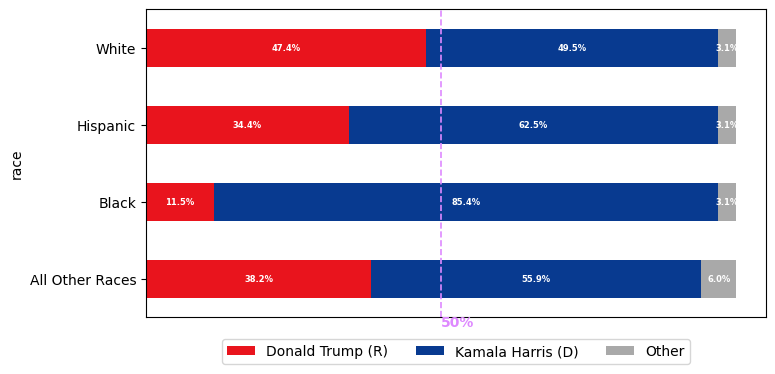 White 47.4% 49.5% 3.1%
Hispanic 34.4% 62.5% 3.1%
race
Black 11.5% 85.4% 3.1%
All Other Races 38.2% 55.9% 6.0%
50%
Donald Trump (R) Kamala Harris (D) Other